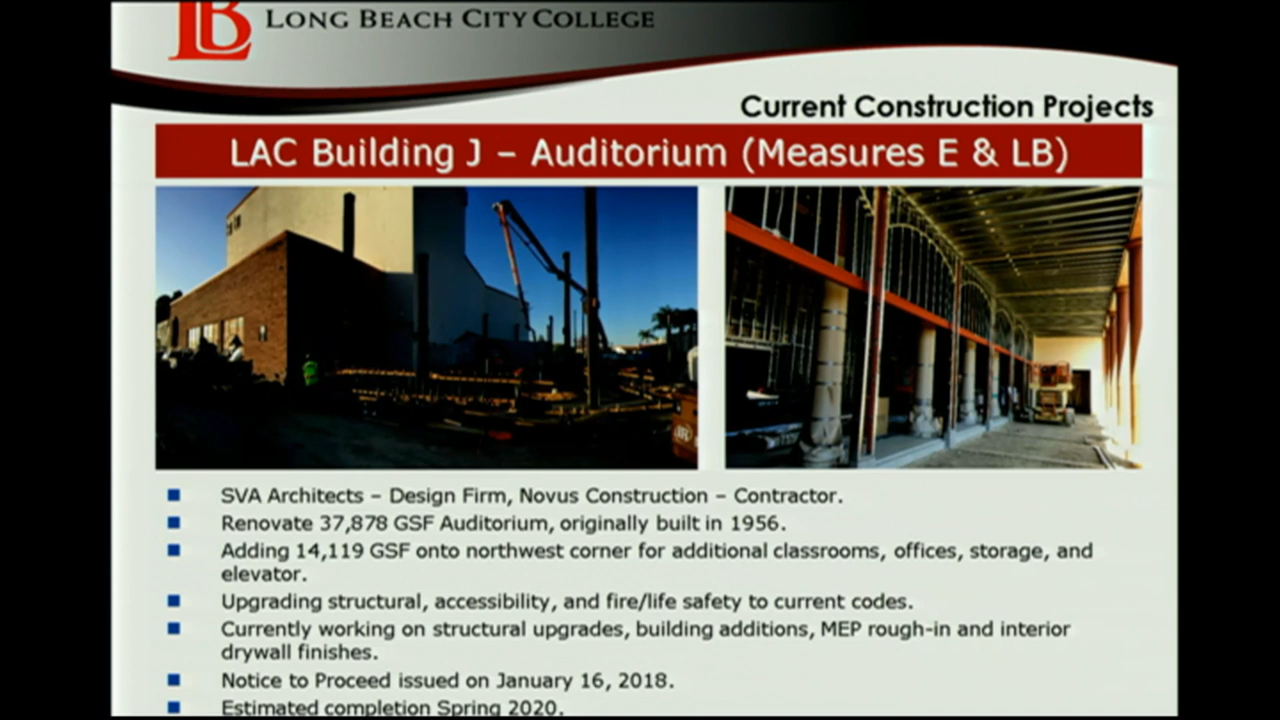 LB
LONG BEACH CITY COLLEGE
Current Construction Projects
LAC Building J – Auditorium (Measures E & LB)
SVA Architects – Design Firm, Novus Construction – Contractor.
Renovate 37,878 GSF Auditorium, originally built in 1956.
Adding 14,119 GSF onto northwest corner for additional classrooms, offices, storage, and
elevator.
Upgrading structural, accessibility, and fire/life safety to current codes.
Currently working on structural upgrades, building additions, MEP rough-in and interior
drywall finishes.
Notice to Proceed issued on January 16, 2018.
Estimated completion Spring 2020.